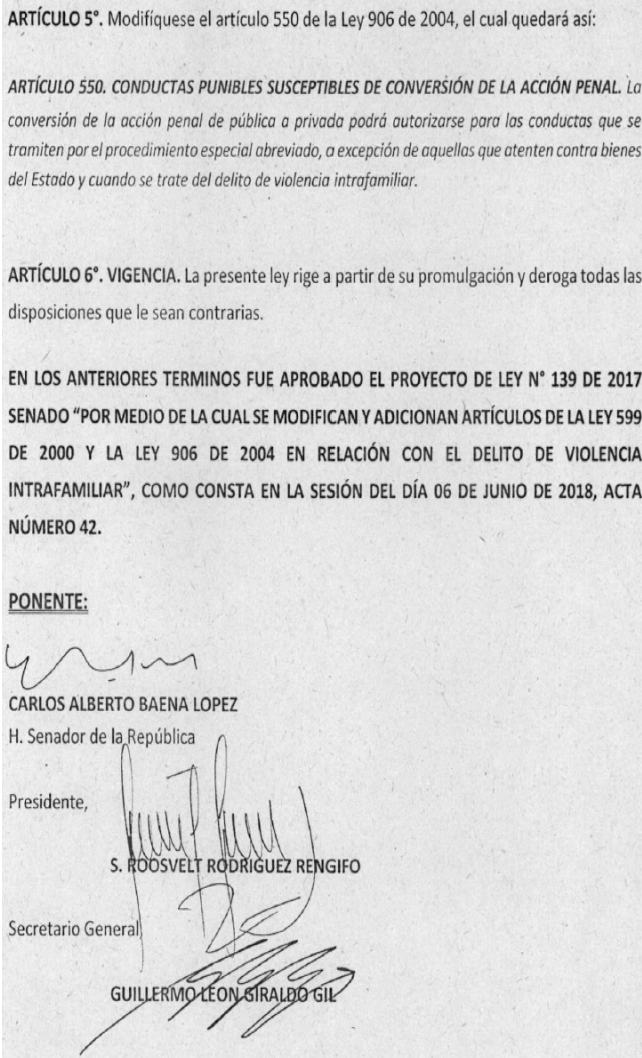 ARTÍCULO 5°. Modifíquese el artículo 550 de la Ley 906 de 2004, el cual quedará así:
ARTÍCULO 550. CONDUCTAS PUNIBLES SUSCEPTIBLES DE CONVERSIÓN DE LA ACCIÓN PENAL. La
conversión de la acción penal de pública a privada podrá autorizarse para las conductas que se
tramiten por el procedimiento especial abreviado, a excepción de aquellas que atenten contra bienes
del Estado y cuando se trate del delito de violencia intrafamiliar.
ARTÍCULO 6°. VIGENCIA. La presente ley rige a partir de su promulgación y deroga todas las
disposiciones que le sean contrarias.
EN LOS ANTERIORES TERMINOS FUE APROBADO EL PROYECTO DE LEY N° 139 DE 2017
SENADO “POR MEDIO DE LA CUAL SE MODIFICAN Y ADICIONAN ARTÍCULOS DE LA LEY 599
DE 2000 Y LA LEY 906 DE 2004 EN RELACIÓN CON EL DELITO DE VIOLENCIA
INTRAFAMILIAR”, COMO CONSTA EN LA SESIÓN DEL DÍA 06 DE JUNIO DE 2018, ACTA
NÚMERO 42.
PONENTE:
CARLOS ALBERTO BAENA LOPEZ
H. Senador de la República
Presidente,
S. ROOSVELT RODRIGUEZ RENGIFO
Secretario General
GUILLERMO LEON GIRALDO GIL